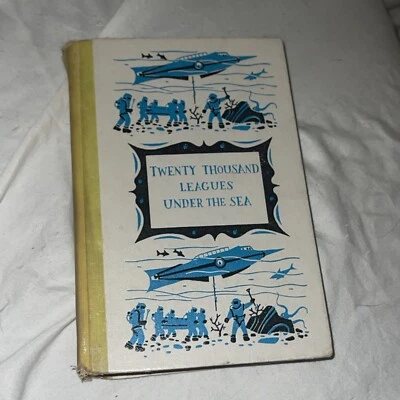 TWENTY THOUSAND
LEAGUES
UNDER THE SEA